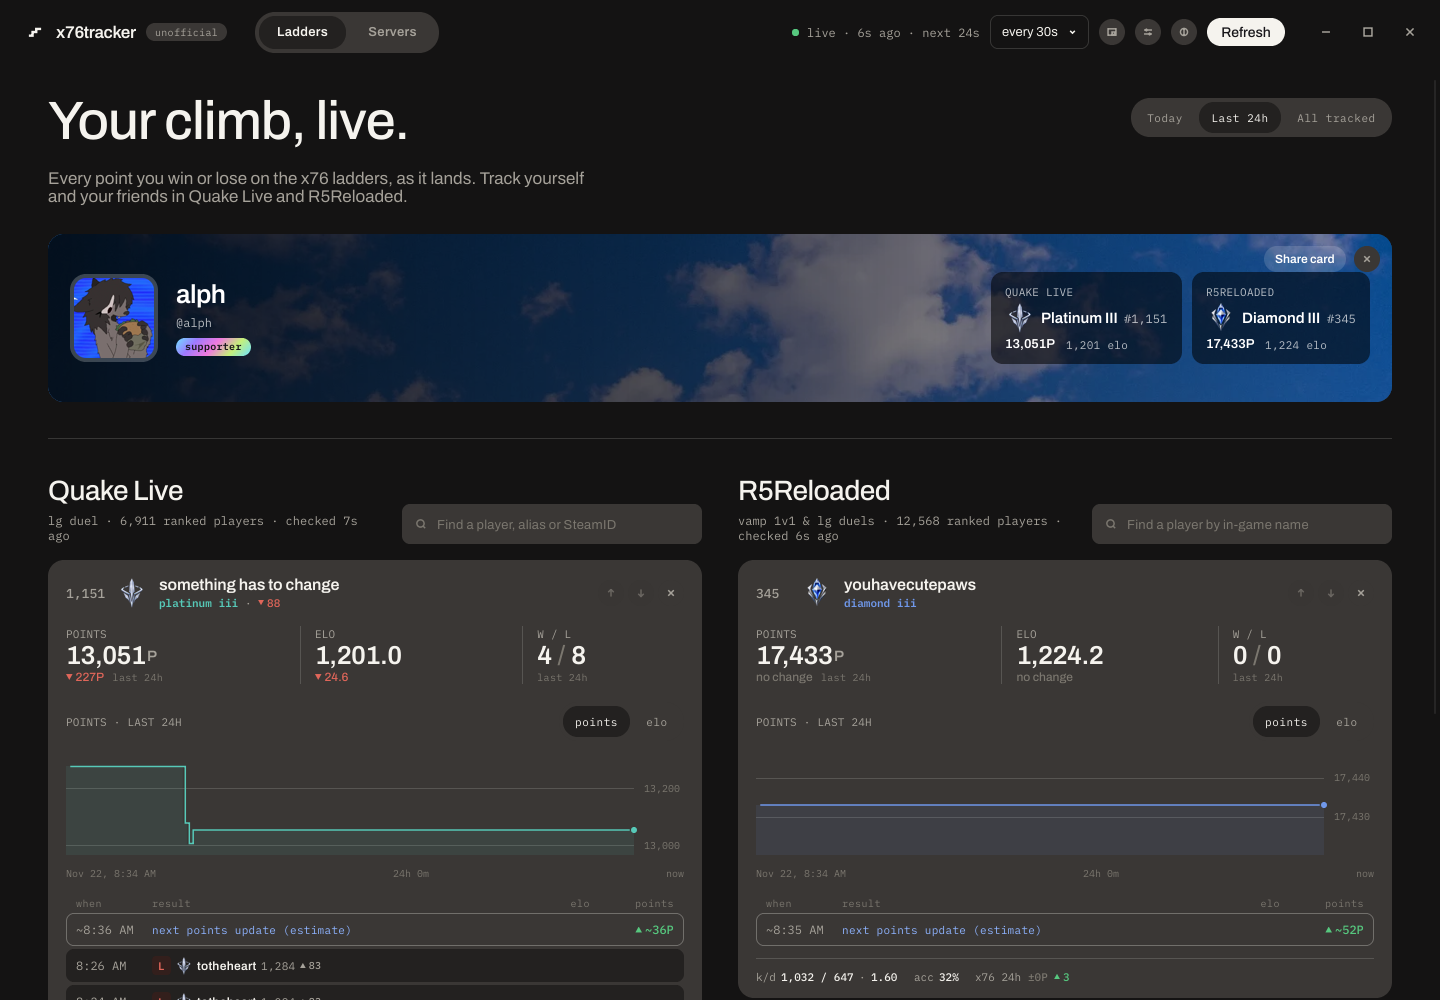 x76tracker unofficial Ladders Servers live · 6s ago · next 24s every 30s Refresh
Your climb, live.
Today Last 24h All tracked
Every point you win or lose on the x76 ladders, as it lands. Track yourself
and your friends in Quake Live and R5Reloaded.
Share card
alph
@alph
supporter
QUAKE LIVE
Platinum III #1,151
13,051P 1,201 elo
R5RELOADED
Diamond III #345
17,433P 1,224 elo
Quake Live
lg duel · 6,911 ranked players · checked 7s
ago
Find a player, alias or SteamID
1,151 something has to change
platinum iii · ▼88
POINTS
13,051P
▼227P last 24h
ELO
1,201.0
▼24.6
W / L
4 / 8
last 24h
POINTS · LAST 24H points elo
13,200
13,000
Nov 22, 8:34 AM 24h 0m now
when result elo points
~8:36 AM next points update (estimate) ▲~36P
8:26 AM L totheheart 1,284 ▲83
R5Reloaded
vamp 1v1 & lg duels · 12,568 ranked players ·
checked 6s ago
Find a player by in-game name
345 youhavecutepaws
diamond iii
POINTS
17,433P
no change last 24h
ELO
1,224.2
no change
W / L
0 / 0
last 24h
POINTS · LAST 24H points elo
17,440
17,430
Nov 22, 8:34 AM 24h 0m now
when result elo points
~8:35 AM next points update (estimate) ▲~52P
k/d 1,032 / 647 · 1.60 acc 32% x76 24h ±0P ▲3